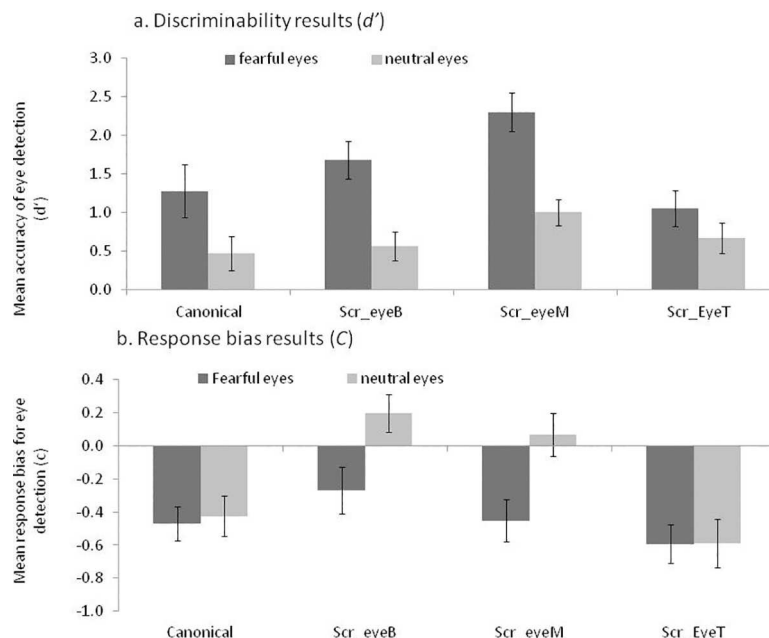 a. Discriminability results (d')
fearful eyes neutral eyes
3.0
2.5
2.0
1.5
1.0
0.5
0.0
Mean accuracy of eye detection
(d')
Canonical Scr_eyeB Scr_eyeM Scr_EyeT
b. Response bias results (C)
Fearful eyes neutral eyes
0.4
0.2
0.0
-0.2
-0.4
-0.6
-0.8
-1.0
Mean response bias for eye
detection (c)
Canonical Scr_eyeB Scr_eyeM Scr_EyeT